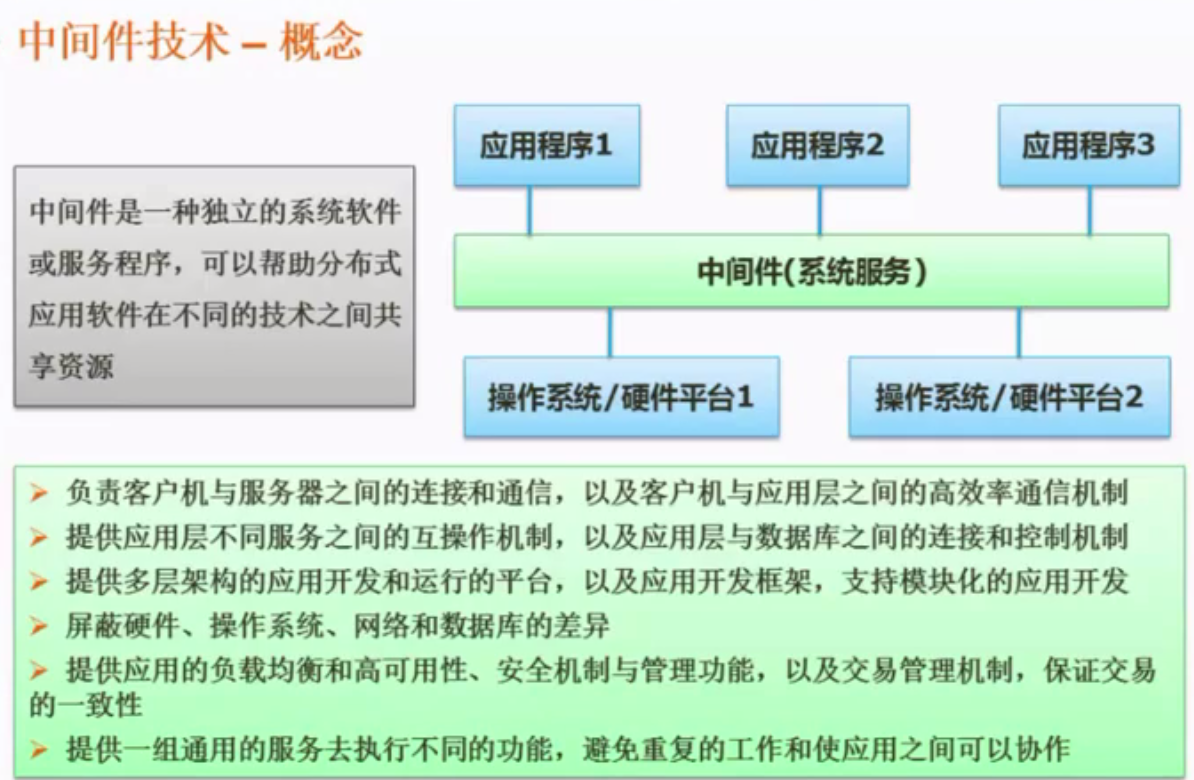 中间件技术 – 概念
应用程序1
应用程序2
应用程序3
中间件是一种独立的系统软件
或服务程序，可以帮助分布式
应用软件在不同的技术之间共
享资源
中间件(系统服务)
操作系统/硬件平台1
操作系统/硬件平台2
➢ 负责客户机与服务器之间的连接和通信，以及客户机与应用层之间的高效率通信机制
➢ 提供应用层不同服务之间的互操作机制，以及应用层与数据库之间的连接和控制机制
➢ 提供多层架构的应用开发和运行的平台，以及应用开发框架，支持模块化的应用开发
➢ 屏蔽硬件、操作系统、网络和数据库的差异
➢ 提供应用的负载均衡和高可用性、安全机制与管理功能，以及交易管理机制，保证交易
的一致性
➢ 提供一组通用的服务去执行不同的功能，避免重复的工作和使应用之间可以协作